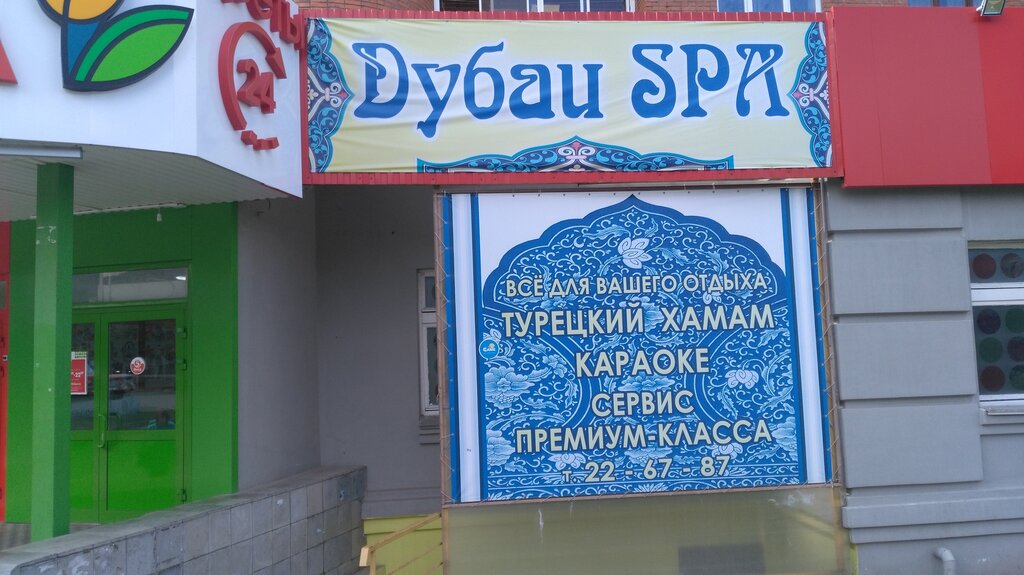 24
Дубаи SPA
ВСЁ ДЛЯ ВАШЕГО ОТДЫХА
ТУРЕЦКИЙ ХАМАМ
КАРАОКЕ
СЕРВИС
ПРЕМИУМ-КЛАССА
т. 22 - 67 - 87